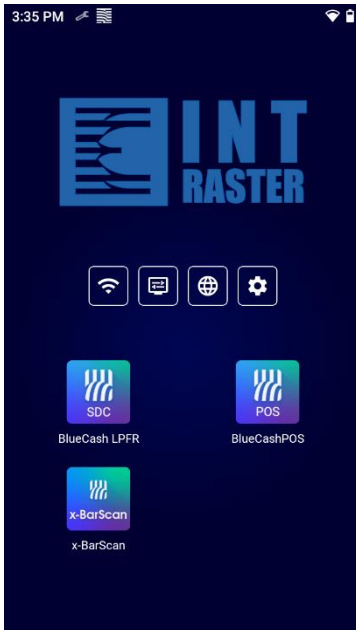 3:35 PM
INT
RASTER
SDC
POS
BlueCash LPFR
BlueCashPOS
x-BarScan
x-BarScan